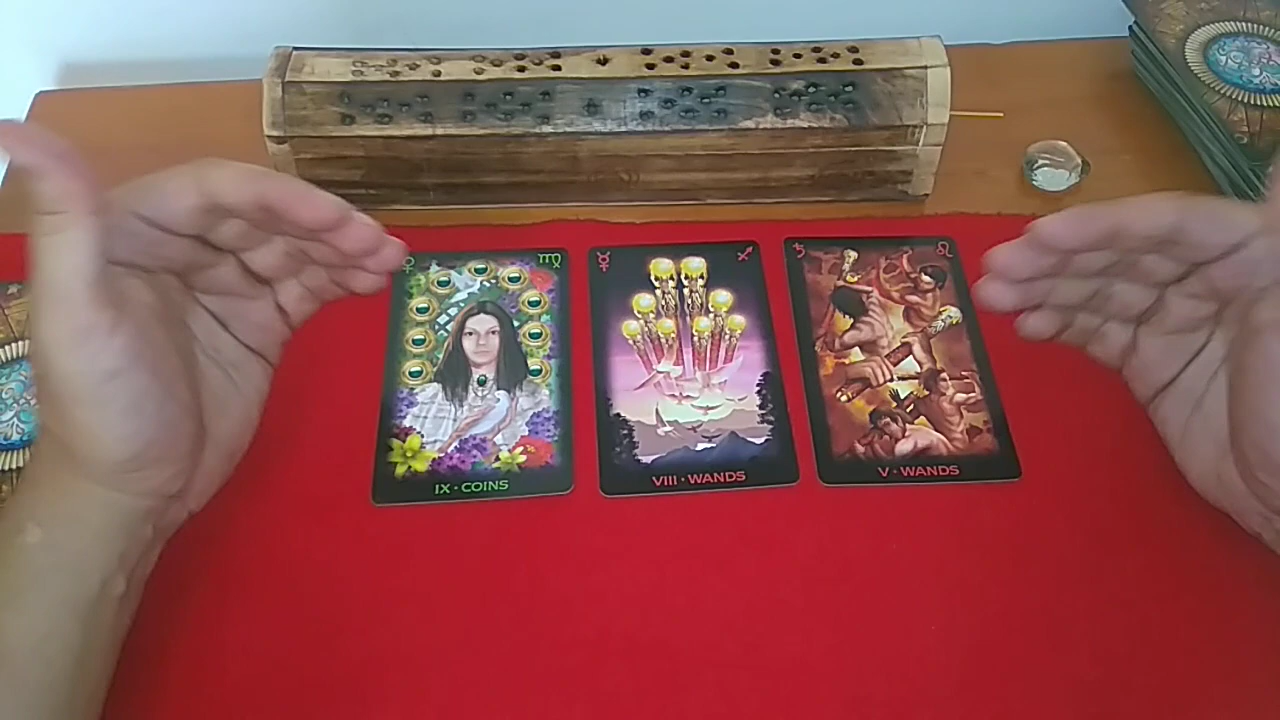 IX • COINS
VIII • WANDS
V • WANDS